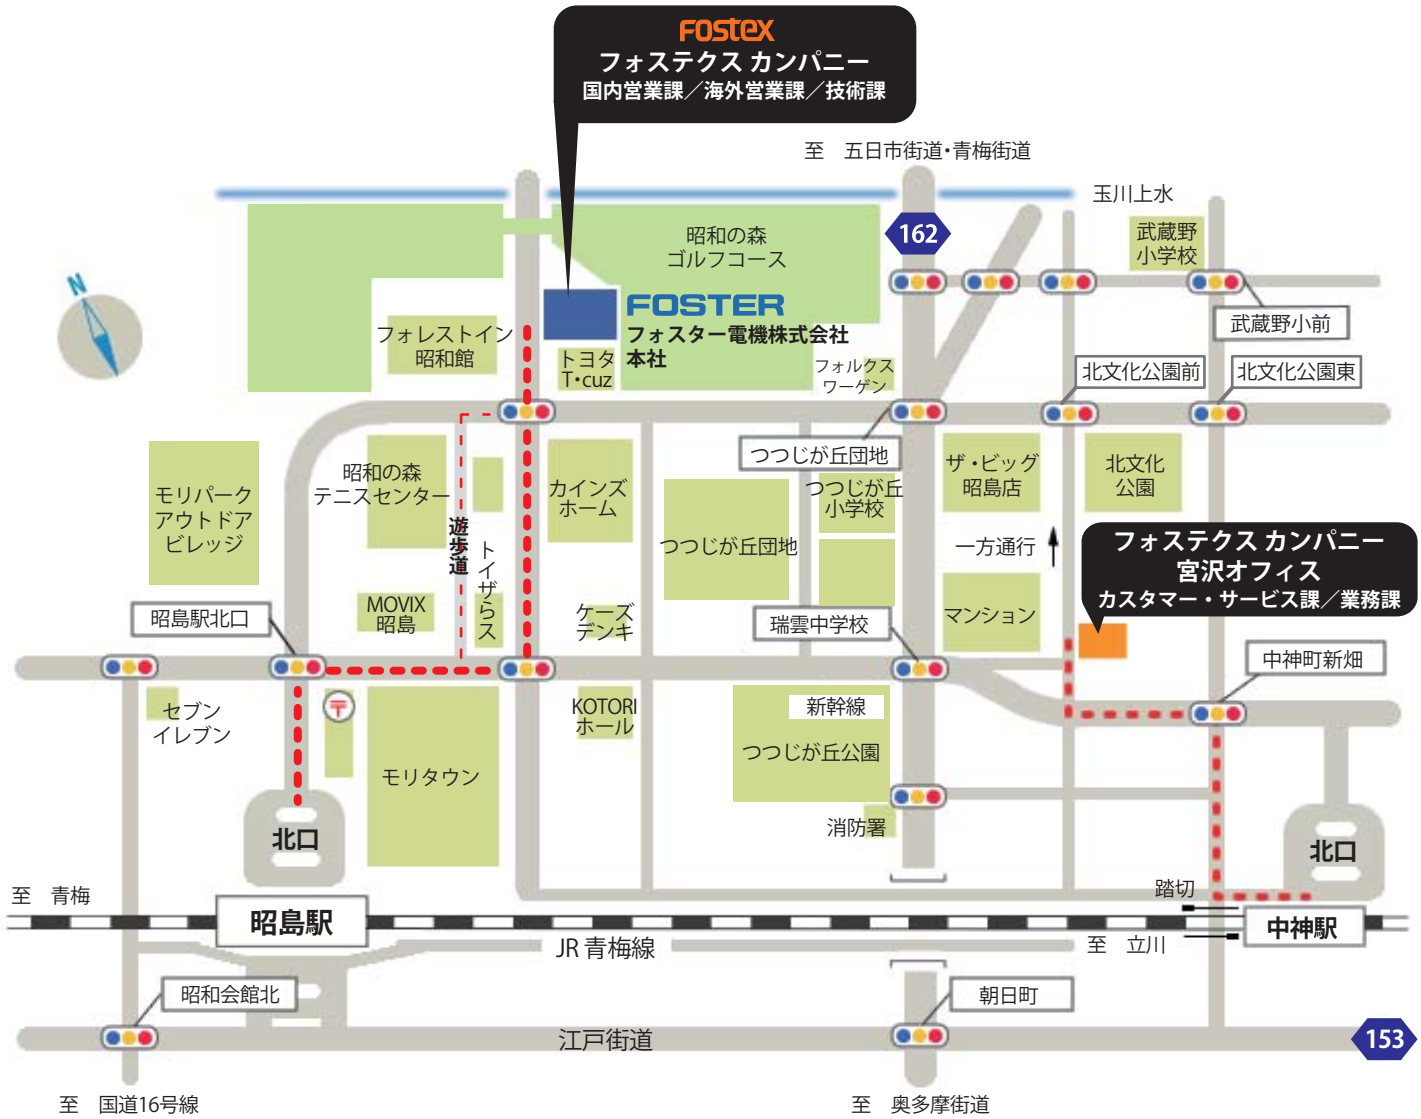 FOSTEX
フォステクス カンパニー
国内営業課／海外営業課／技術課
至 五日市街道・青梅街道
玉川上水
162
武蔵野
小学校
昭和の森
ゴルフコース
N
FOSTER
フォスター電機株式会社
本社
武蔵野小前
フォレストイン
昭和館
トヨタ
T・cuz
フォルクス
ワーゲン
北文化公園前
北文化公園東
つつじが丘団地
昭和の森
テニスセンター
モリパーク
アウトドア
ビレッジ
カインズ
ホーム
つつじが丘
小学校
ザ・ビッグ
昭島店
北文化
公園
遊歩道
トイザらス
つつじが丘団地
一方通行
フォステクス カンパニー
宮沢オフィス
カスタマー・サービス課／業務課
昭島駅北口
MOVIX
昭島
ケーズ
デンキ
瑞雲中学校
マンション
中神町新畑
セブン
イレブン
〒
KOTORI
ホール
新幹線
つつじが丘公園
モリタウン
消防署
北口
北口
至 青梅
昭島駅
踏切
中神駅
JR 青梅線
至 立川
昭和会館北
朝日町
江戸街道
153
至 国道16号線
至 奥多摩街道